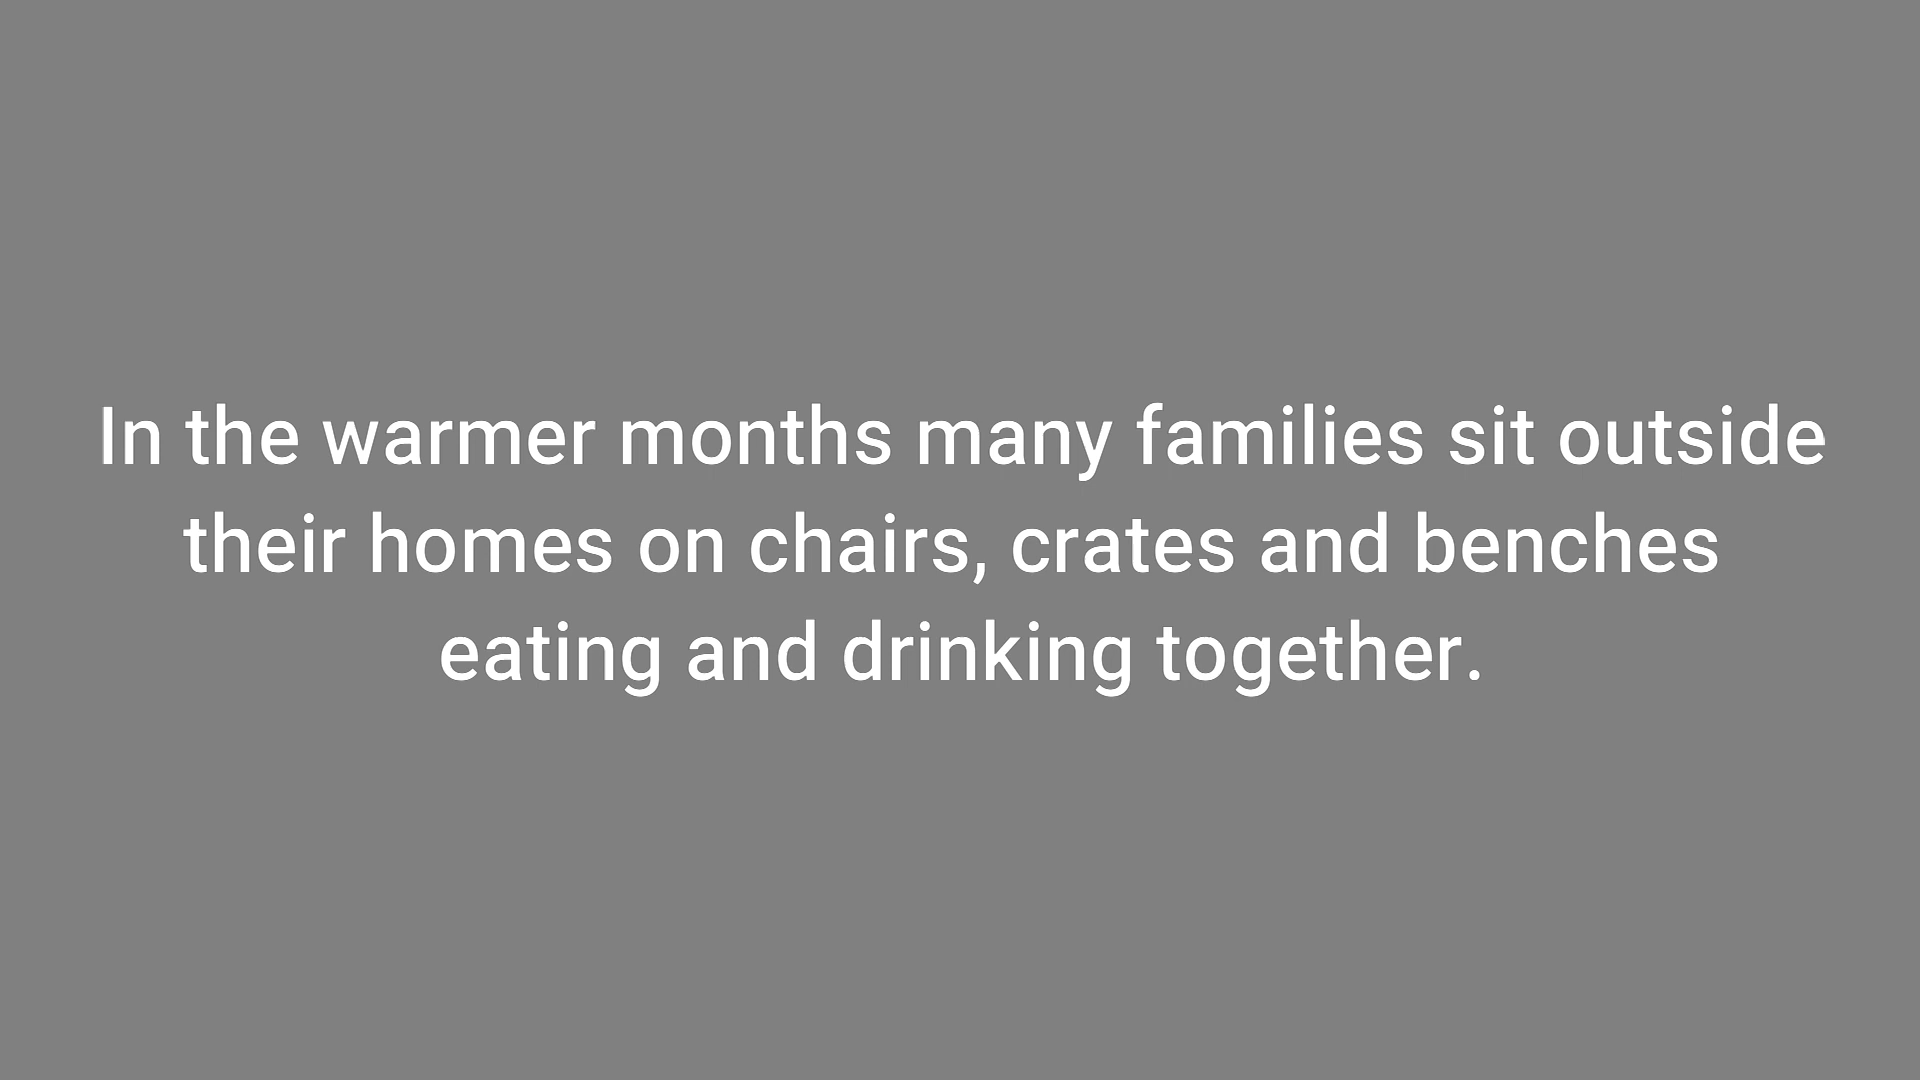 In the warmer months many families sit outside
their homes on chairs, crates and benches
eating and drinking together.